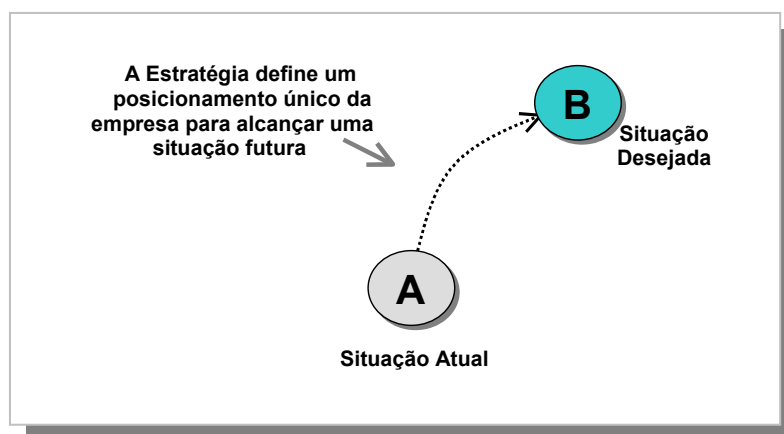 A Estratégia define um
posicionamento único da
empresa para alcançar uma
situação futura
B
Situação
Desejada
A
Situação Atual